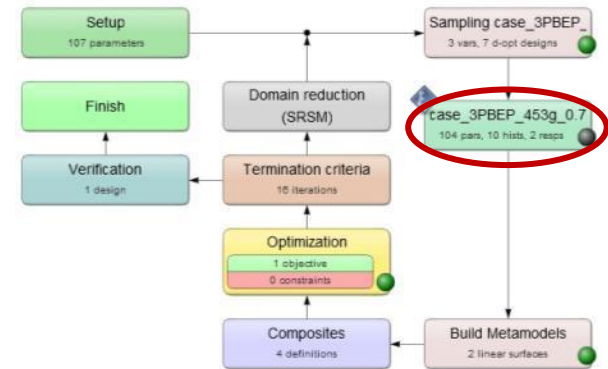 Setup
107 parameters
Sampling case_3PBEP_
3 vars, 7 d-opt designs
Finish
Domain reduction
(SRSM)
case_3PBEP_453g_0.7
104 pars, 10 hists, 2 resps
Verification
1 design
Termination criteria
16 iterations
Optimization
1 objective
0 constraints
Composites
4 definitions
Build Metamodels
2 linear surfaces